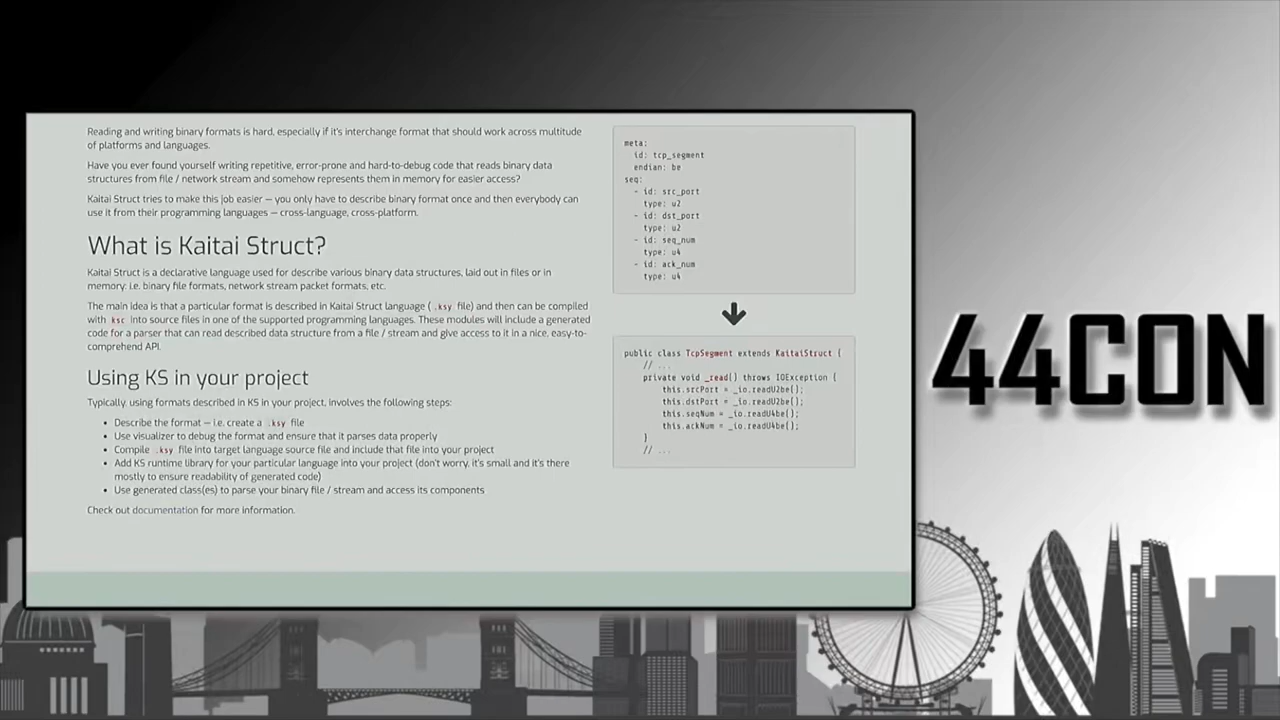 Reading and writing binary formats is hard, especially if it's interchange format that should work across multitude
of platforms and languages.
Have you ever found yourself writing repetitive, error-prone and hard-to-debug code that reads binary data
structures from file / network stream and somehow represents them in memory for easier access?
Kaitai Struct tries to make this job easier — you only have to describe binary format once and then everybody can
use it from their programming languages — cross-language, cross-platform.
What is Kaitai Struct?
Kaitai Struct is a declarative language used for describe various binary data structures, laid out in files or in
memory: i.e. binary file formats, network stream packet formats, etc.
The main idea is that a particular format is described in Kaitai Struct language ( .ksy file) and then can be compiled
with ksc into source files in one of the supported programming languages. These modules will include a generated
code for a parser that can read described data structure from a file / stream and give access to it in a nice, easy-to-
comprehend API.
Using KS in your project
Typically, using formats described in KS in your project, involves the following steps:
• Describe the format — i.e. create a .ksy file
• Use visualizer to debug the format and ensure that it parses data properly
• Compile .ksy file into target language source file and include that file into your project
• Add KS runtime library for your particular language into your project (don't worry, it's small and it's there
mostly to ensure readability of generated code)
• Use generated class(es) to parse your binary file / stream and access its components
Check out documentation for more information.
meta:
id: tcp_segment
endian: be
seq:
- id: src_port
type: u2
- id: dst_port
type: u2
- id: seq_num
type: u4
- id: ack_num
type: u4
public class TcpSegment extends KaitaiStruct {
// ...
private void _read() throws IOException {
this.srcPort = _io.readU2be();
this.dstPort = _io.readU2be();
this.seqNum = _io.readU4be();
this.ackNum = _io.readU4be();
}
// ...
44CON